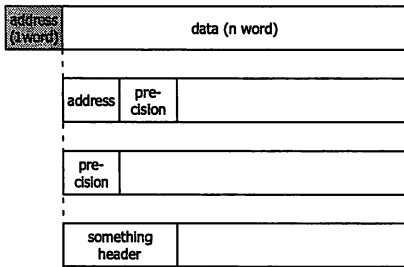 address
(1word)
data (n word)
address
pre-
cision
pre-
cision
something
header